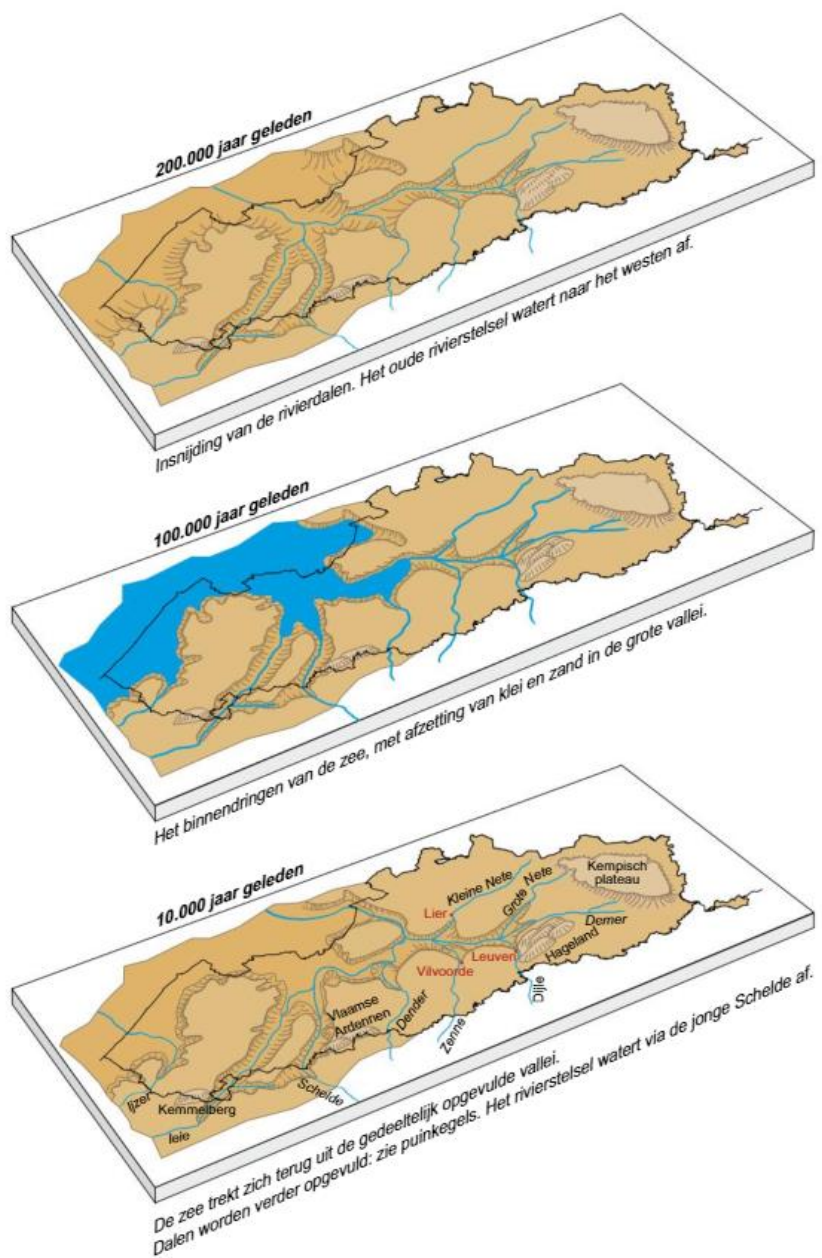 200.000 jaar geleden
Insnijding van de rivierdalen. Het oude rivierstelsel watert naar het westen af.
100.000 jaar geleden
Het binnendringen van de zee, met afzetting van klei en zand in de grote vallei.
10.000 jaar geleden
Kempisch
plateau
Kleine Nete
Grote Nete
Lier
Demer
Hageland
Leuven
Vilvoorde
Dijle
Vlaamse
Ardennen
Dender
Zenne
Schelde
Ijzer
Kemmelberg
leie
De zee trekt zich terug uit de gedeeltelijk opgevulde vallei.
Dalen worden verder opgevuld: zie puinkegels. Het rivierstelsel watert via de jonge Schelde af.